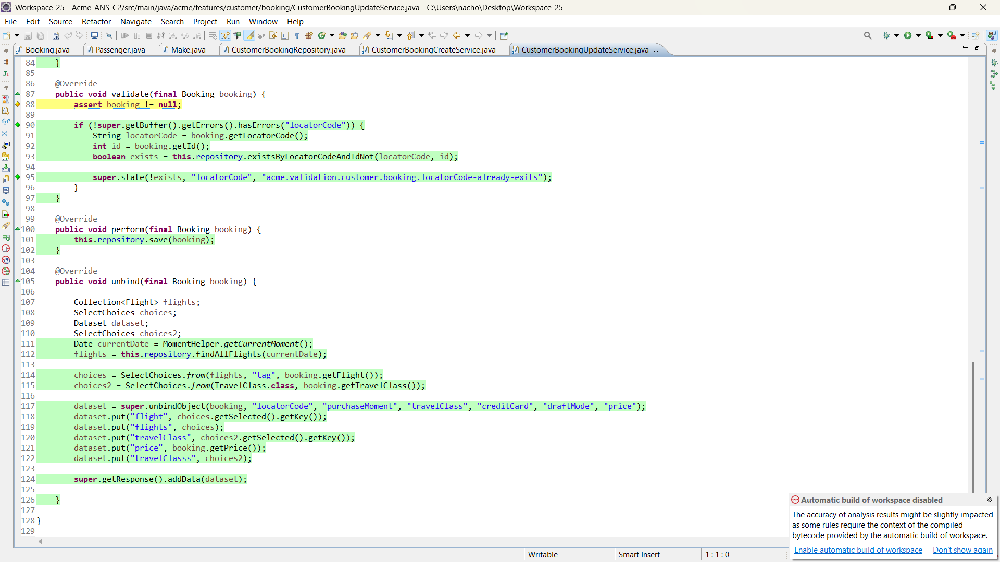 Workspace-25 - Acme-ANS-C2/src/main/java/acme/features/customer/booking/CustomerBookingUpdateService.java - C:\Users\nacho\Desktop\Workspace-25
File Edit Source Refactor Navigate Search Project Run Window Help
Booking.java Passenger.java Make.java CustomerBookingRepository.java CustomerBookingCreateService.java CustomerBookingUpdateService.java
84 }
85
86 @Override
87 public void validate(final Booking booking) {
88 assert booking != null;
89
90 if (!super.getBuffer().getErrors().hasErrors("locatorCode")) {
91 String locatorCode = booking.getLocatorCode();
92 int id = booking.getId();
93 boolean exists = this.repository.existsByLocatorCodeAndIdNot(locatorCode, id);
94
95 super.state(!exists, "locatorCode", "acme.validation.customer.booking.locatorCode-already-exits");
96 }
97 }
98
99 @Override
100 public void perform(final Booking booking) {
101 this.repository.save(booking);
102 }
103
104 @Override
105 public void unbind(final Booking booking) {
106
107 Collection<Flight> flights;
108 SelectChoices choices;
109 Dataset dataset;
110 SelectChoices choices2;
111 Date currentDate = MomentHelper.getCurrentMoment();
112 flights = this.repository.findAllFlights(currentDate);
113
114 choices = SelectChoices.from(flights, "tag", booking.getFlight());
115 choices2 = SelectChoices.from(TravelClass.class, booking.getTravelClass());
116
117 dataset = super.unbindObject(booking, "locatorCode", "purchaseMoment", "travelClass", "creditCard", "draftMode", "price");
118 dataset.put("flight", choices.getSelected().getKey());
119 dataset.put("flights", choices);
120 dataset.put("travelClass", choices2.getSelected().getKey());
121 dataset.put("price", booking.getPrice());
122 dataset.put("travelClasss", choices2);
123
124 super.getResponse().addData(dataset);
125
126 }
127
128 }
129
Automatic build of workspace disabled
The accuracy of analysis results might be slightly impacted
as some rules require the context of the compiled
bytecode provided by the automatic build of workspace.
Enable automatic build of workspace Don't show again
Writable Smart Insert 1 : 1 : 0